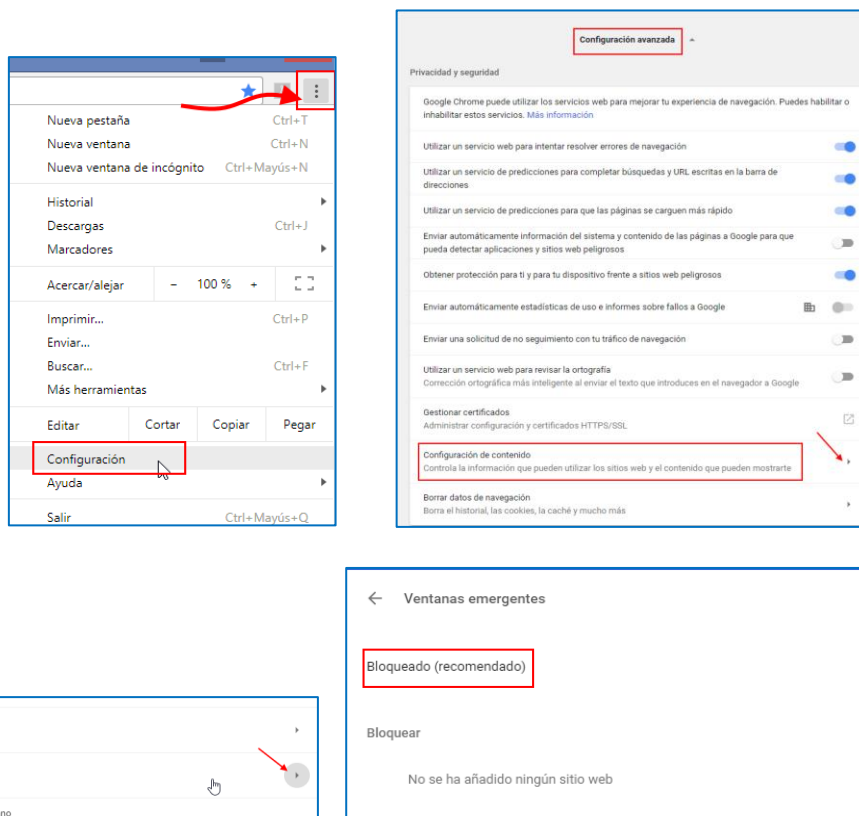 Nueva pestaña Ctrl+T
Nueva ventana Ctrl+N
Nueva ventana de incógnito Ctrl+Mayús+N
Historial
Descargas Ctrl+J
Marcadores
Acercar/alejar - 100 % +
Imprimir... Ctrl+P
Enviar...
Buscar... Ctrl+F
Más herramientas
Editar Cortar Copiar Pegar
Configuración
Ayuda
Salir Ctrl+Mayús+Q
Configuración avanzada
Privacidad y seguridad
Google Chrome puede utilizar los servicios web para mejorar tu experiencia de navegación. Puedes habilitar o
inhabilitar estos servicios. Más información
Utilizar un servicio web para intentar resolver errores de navegación
Utilizar un servicio de predicciones para completar búsquedas y URL escritas en la barra de
direcciones
Utilizar un servicio de predicciones para que las páginas se carguen más rápido
Enviar automáticamente información del sistema y contenido de las páginas a Google para que
pueda detectar aplicaciones y sitios web peligrosos
Obtener protección para ti y para tu dispositivo frente a sitios web peligrosos
Enviar automáticamente estadísticas de uso e informes sobre fallos a Google
Enviar una solicitud de no seguimiento con tu tráfico de navegación
Utilizar un servicio web para revisar la ortografía
Corrección ortográfica más inteligente al enviar el texto que introduces en el navegador a Google
Gestionar certificados
Administrar configuración y certificados HTTPS/SSL
Configuración de contenido
Controla la información que pueden utilizar los sitios web y el contenido que pueden mostrarte
Borrar datos de navegación
Borra el historial, las cookies, la caché y mucho más
Ventanas emergentes
Bloqueado (recomendado)
Bloquear
No se ha añadido ningún sitio web